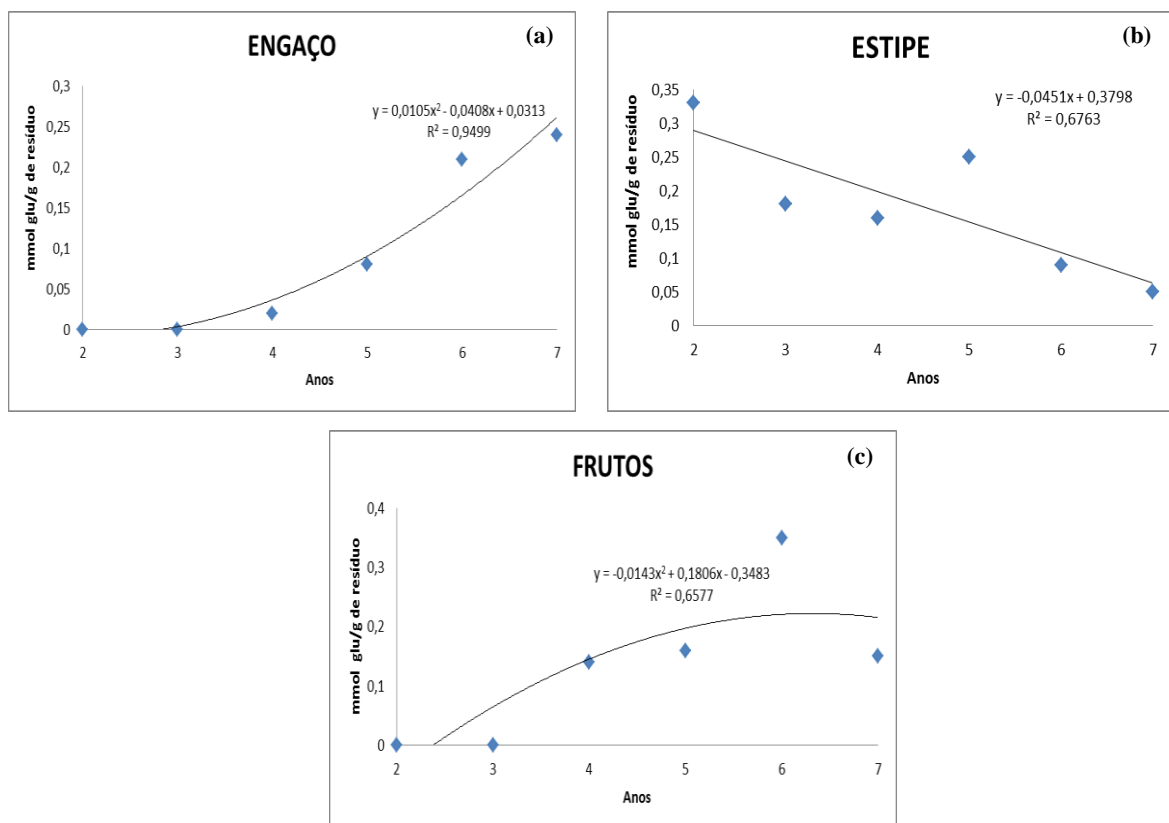 ENGAÇO
(a)
mmol glu/g de resíduo
0,3
0,25
0,2
0,15
0,1
0,05
0
y = 0,0105x² - 0,0408x + 0,0313
R² = 0,9499
2 3 4 5 6 7
Anos
ESTIPE
(b)
mmol glu/g de resíduo
0,35
0,3
0,25
0,2
0,15
0,1
0,05
0
y = -0,0451x + 0,3798
R² = 0,6763
2 3 4 5 6 7
Anos
FRUTOS
(c)
mmol glu/g de resíduo
0,4
0,3
0,2
0,1
0
y = -0,0143x² + 0,1806x - 0,3483
R² = 0,6577
2 3 4 5 6 7
Anos